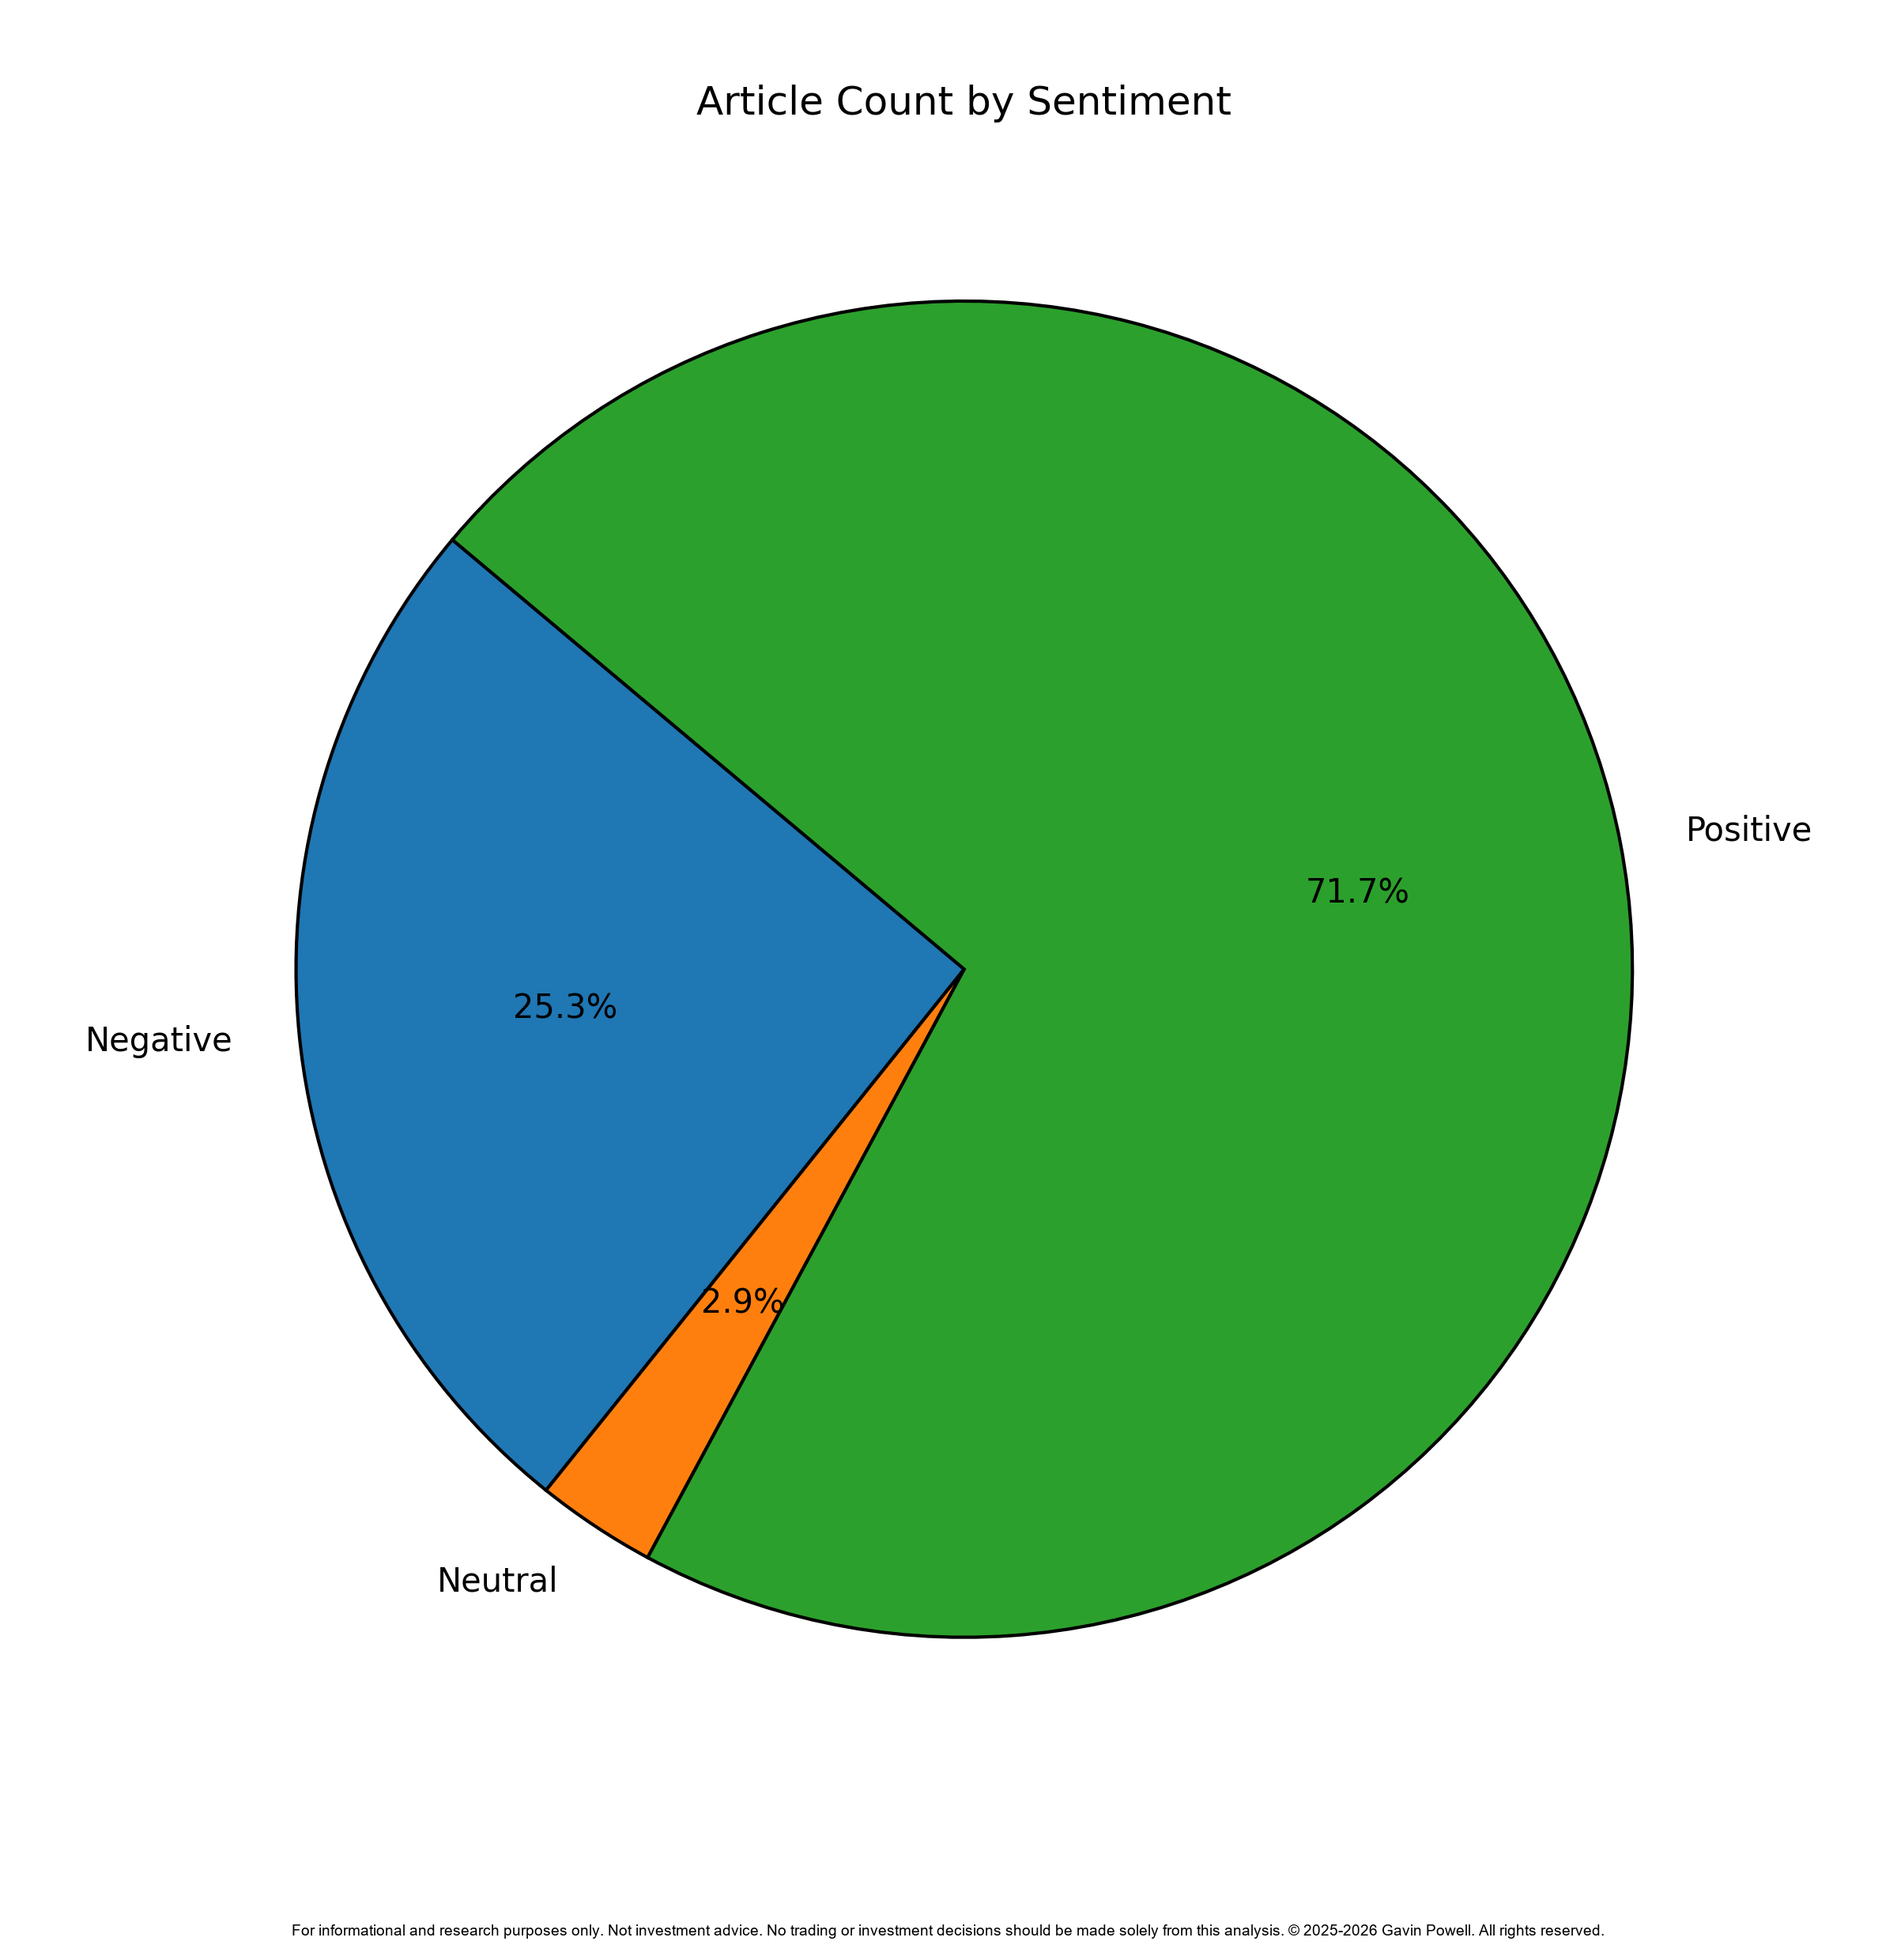 Article Count by Sentiment
Positive
71.7%
25.3%
Negative
2.9%
Neutral
For informational and research purposes only. Not investment advice. No trading or investment decisions should be made solely from this analysis. © 2025-2026 Gavin Powell. All rights reserved.